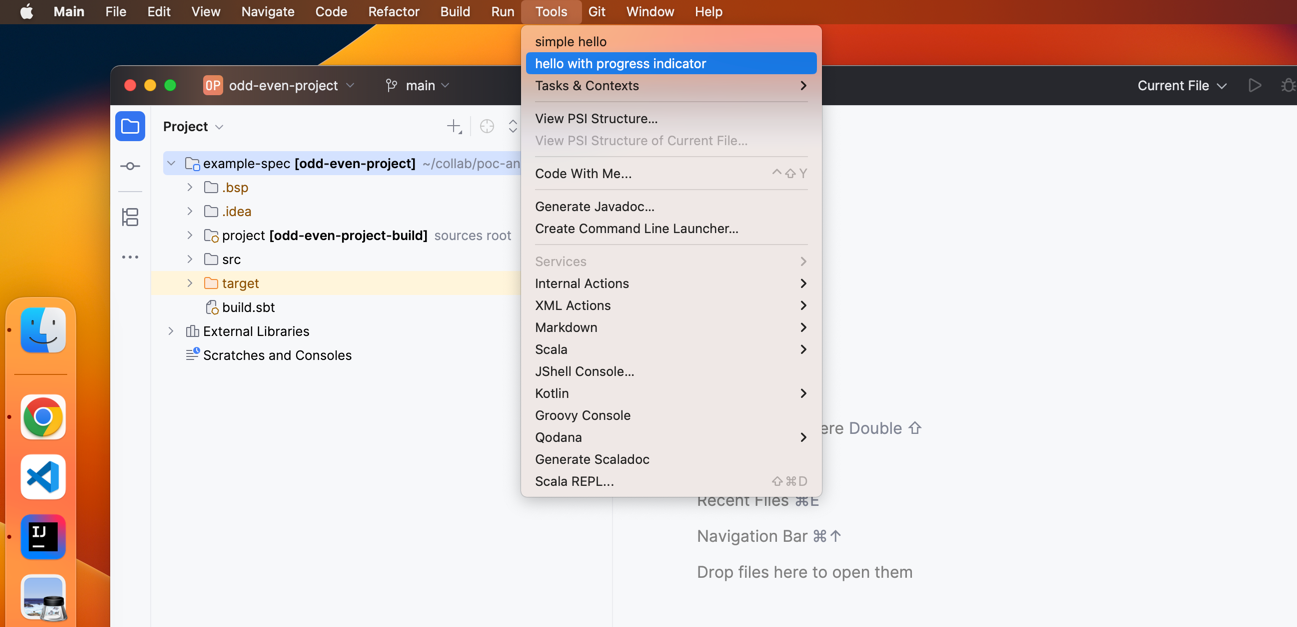 Main File Edit View Navigate Code Refactor Build Run Tools Git Window Help
simple hello
hello with progress indicator
Tasks & Contexts
View PSI Structure...
View PSI Structure of Current File...
Code With Me... ^⇧Y
Generate Javadoc...
Create Command Line Launcher...
Services
Internal Actions
XML Actions
Markdown
Scala
JShell Console...
Kotlin
Groovy Console
Qodana
Generate Scaladoc
Scala REPL... ⇧⌘D
OP odd-even-project main Current File
Project
example-spec [odd-even-project] ~/collab/poc-an
.bsp
.idea
project [odd-even-project-build] sources root
src
target
build.sbt
External Libraries
Scratches and Consoles
IJ
ere Double ⇧
Recent Files ⌘E
Navigation Bar ⌘↑
Drop files here to open them